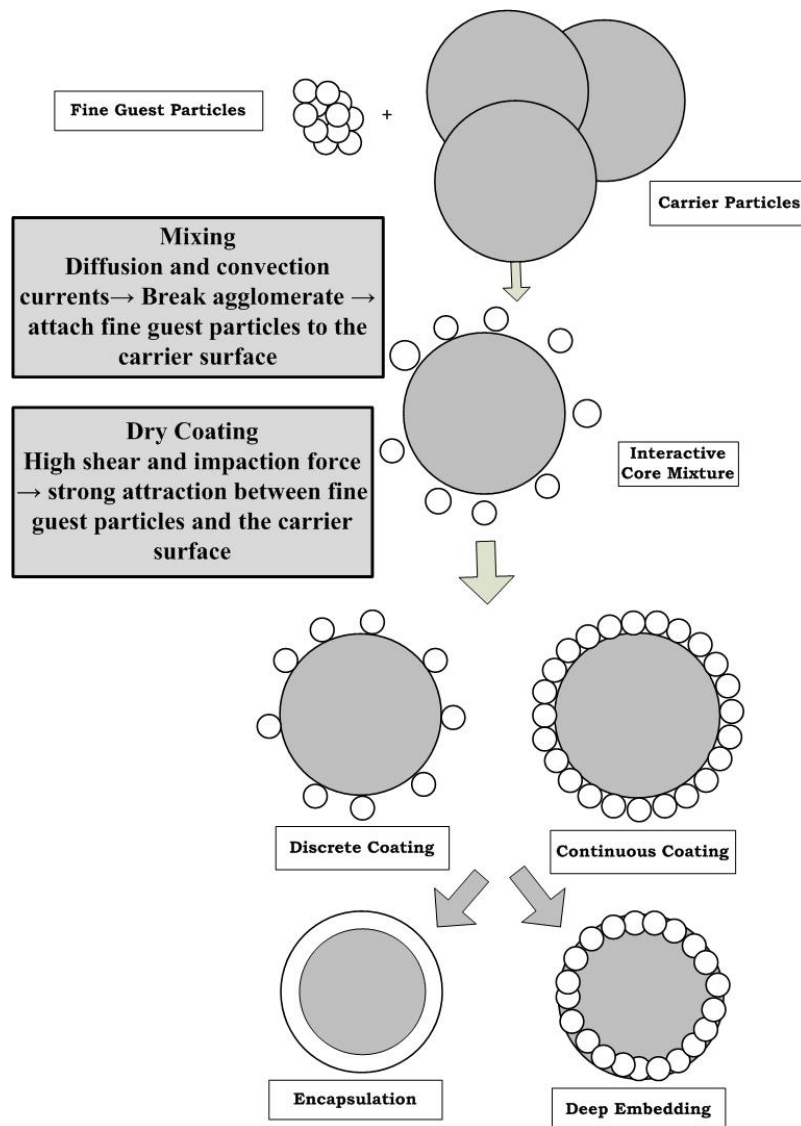 Fine Guest Particles
+
Carrier Particles
Mixing
Diffusion and convection
currents→ Break agglomerate →
attach fine guest particles to the
carrier surface
Interactive
Core Mixture
Dry Coating
High shear and impaction force
→ strong attraction between fine
guest particles and the carrier
surface
Discrete Coating
Continuous Coating
Encapsulation
Deep Embedding